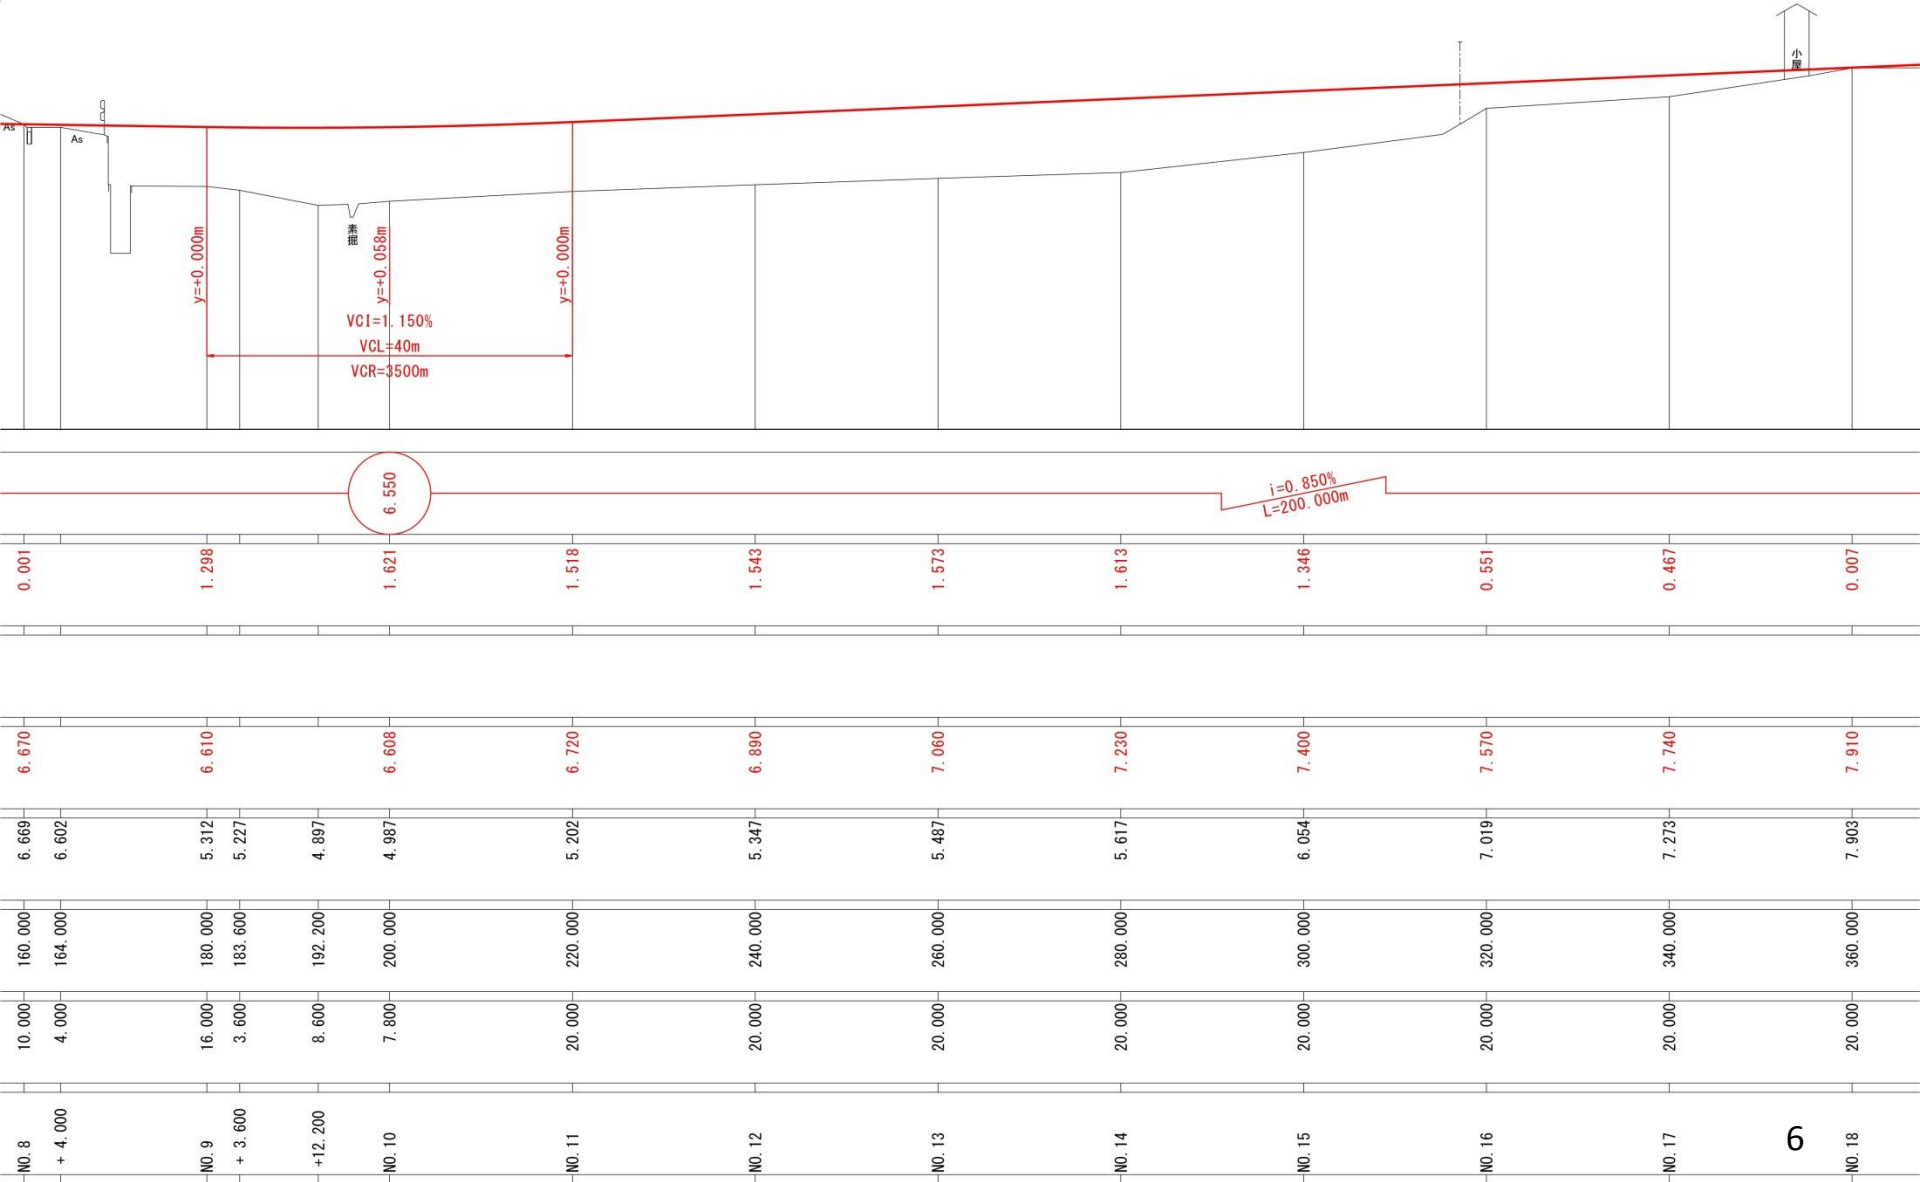 小屋
As
As
素掘
y=+0.000m
y=+0.058m
y=+0.000m
VCI=1.150%
VCL=40m
VCR=3500m
6.550
i=0.850%
L=200.000m
0.001 1.298 1.621 1.518 1.543 1.573 1.613 1.346 0.551 0.467 0.007
6.670 6.610 6.608 6.720 6.890 7.060 7.230 7.400 7.570 7.740 7.910
6.669 6.602 5.312 5.227 4.897 4.987 5.202 5.347 5.487 5.617 6.054 7.019 7.273 7.903
160.000 164.000 180.000 183.600 192.200 200.000 220.000 240.000 260.000 280.000 300.000 320.000 340.000 360.000
10.000 4.000 16.000 3.600 8.600 7.800 20.000 20.000 20.000 20.000 20.000 20.000 20.000 20.000
NO.8 + 4.000 NO.9 + 3.600 +12.200 NO.10 NO.11 NO.12 NO.13 NO.14 NO.15 NO.16 NO.17 NO.18
6